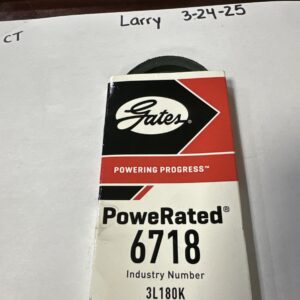 Larry 3-24-25
CT
Gates
POWERING PROGRESS™
PoweRated®
6718
Industry Number
3L180K